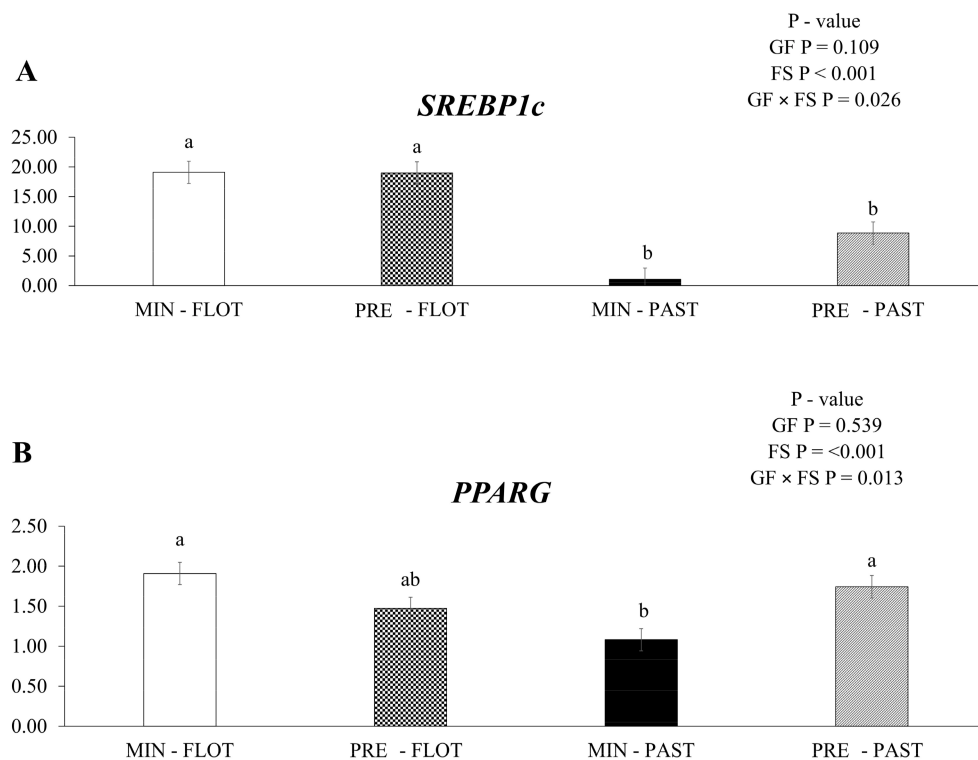 P - value
GF P = 0.109
FS P < 0.001
GF × FS P = 0.026
A
SREBP1c
25.00
20.00
15.00
10.00
5.00
0.00
a
a
b
b
MIN - FLOT
PRE - FLOT
MIN - PAST
PRE - PAST
P - value
GF P = 0.539
FS P = <0.001
GF × FS P = 0.013
B
PPARG
2.50
2.00
1.50
1.00
0.50
0.00
a
ab
b
a
MIN - FLOT
PRE - FLOT
MIN - PAST
PRE - PAST